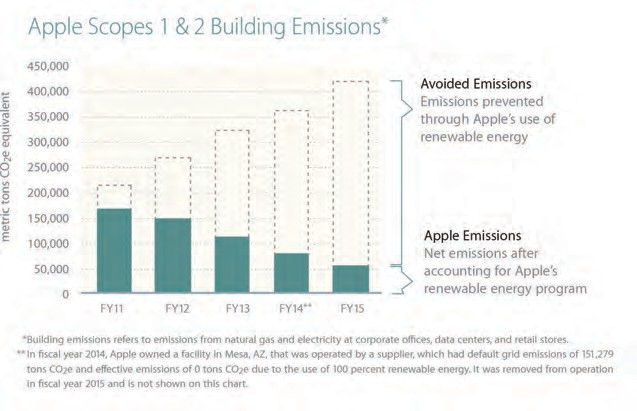 Apple Scopes 1 & 2 Building Emissions*
metric tons CO2e equivalent
450,000
400,000
350,000
300,000
250,000
200,000
150,000
100,000
50,000
0
FY11
FY12
FY13
FY14**
FY15
Avoided Emissions
Emissions prevented
through Apple's use of
renewable energy
Apple Emissions
Net emissions after
accounting for Apple's
renewable energy program
*Building emissions refers to emissions from natural gas and electricity at corporate offices, data centers, and retail stores.
**In fiscal year 2014, Apple owned a facility in Mesa, AZ, that was operated by a supplier, which had default grid emissions of 151,279
tons CO2e and effective emissions of 0 tons CO2e due to the use of 100 percent renewable energy. It was removed from operation
in fiscal year 2015 and is not shown on this chart.